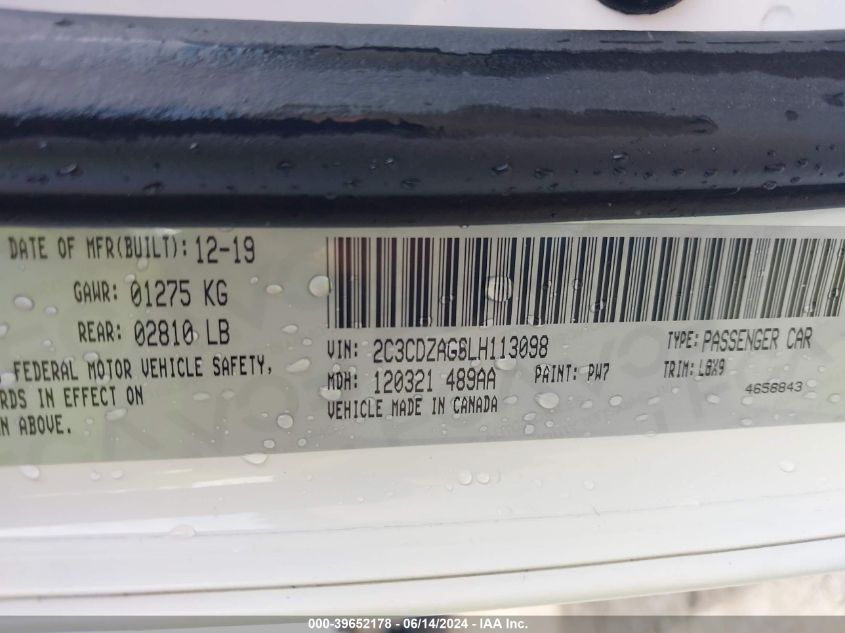 DATE OF MFR(BUILT): 12-19
GAWR: 01275 KG
REAR: 02810 LB
FEDERAL MOTOR VEHICLE SAFETY,
RDS IN EFFECT ON
N ABOVE.
VIN: 2C3CDZAG6LH113098
TYPE: PASSENGER CAR
MDH: 120321 489AA
PAINT: PW7
TRIM: L8X9
VEHICLE MADE IN CANADA
4656843
000-39652178 - 06/14/2024 - IAA Inc.